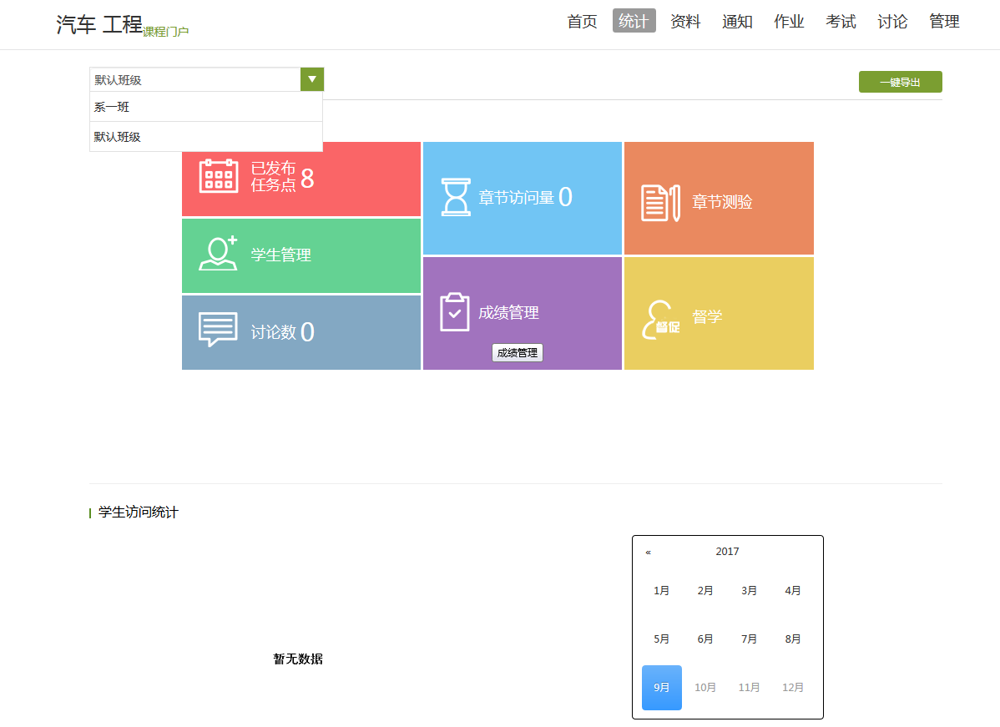 汽车 工程课程门户
首页 统计 资料 通知 作业 考试 讨论 管理
默认班级
一键导出
系一班
默认班级
已发布
任务点 8
章节访问量 0
章节测验
学生管理
成绩管理
督促 督学
讨论数 0
成绩管理
学生访问统计
« 2017
1月 2月 3月 4月
5月 6月 7月 8月
暂无数据
9月 10月 11月 12月